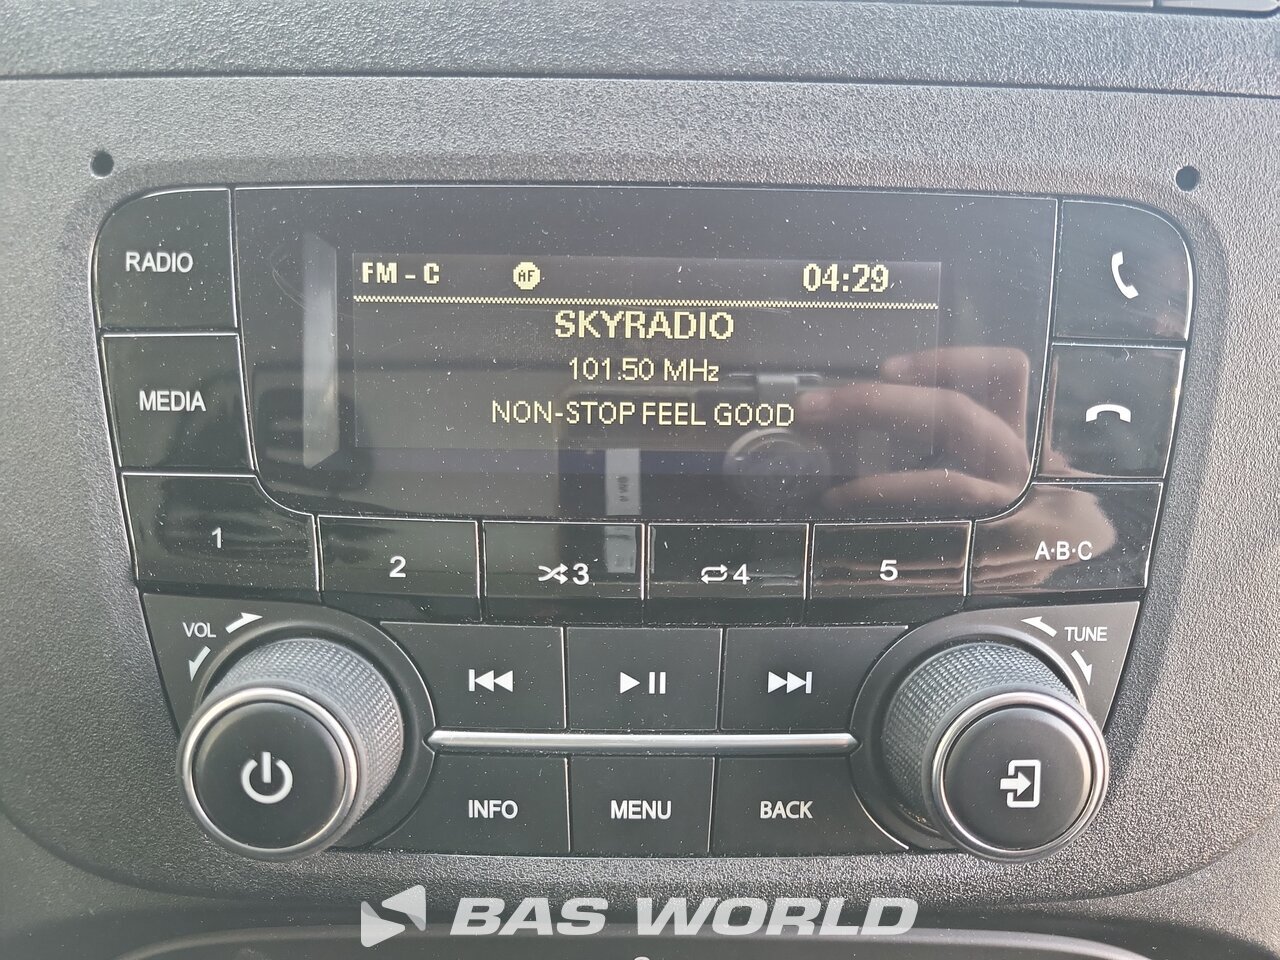 RADIO
FM - C AF 04:29
SKYRADIO
101.50 MHz
NON-STOP FEEL GOOD
MEDIA
1
2
3
4
5
A·B·C
VOL
TUNE
INFO
MENU
BACK
BAS WORLD